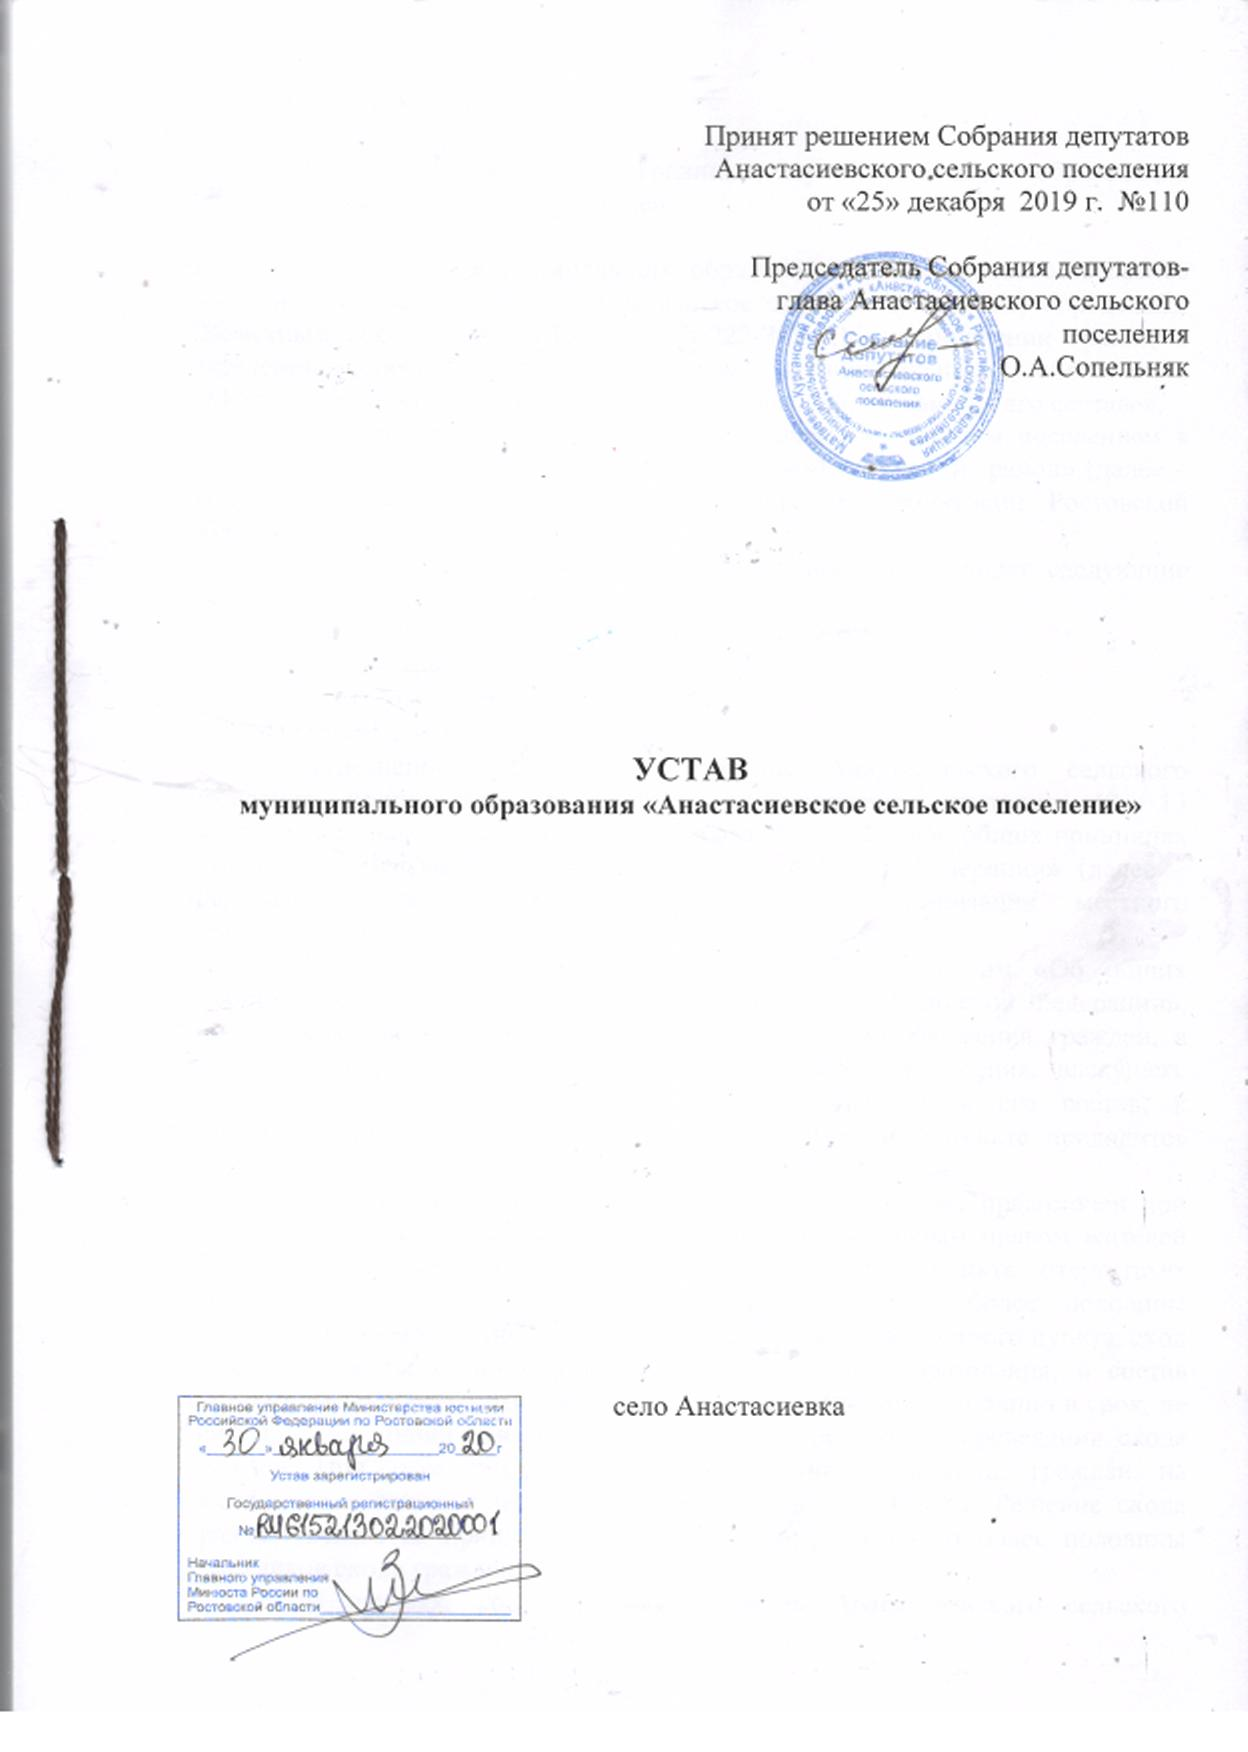 Принят решением Собрания депутатов
Анастасиевского сельского поселения
от «25» декабря 2019 г. №110
Председатель Собрания депутатов-
глава Анастасиевского сельского
поселения
О.А.Сопельняк
Собрание
депутатов
Анастасиевского
сельского
поселения
УСТАВ
муниципального образования «Анастасиевское сельское поселение»
село Анастасиевка
Главное управление Министерства юстиции
Российской Федерации по Ростовской области
«30» января 2020 г
Устав зарегистрирован
Государственный регистрационный
№ RU615213022020001
Начальник
Главного управления
Минюста России по
Ростовской области